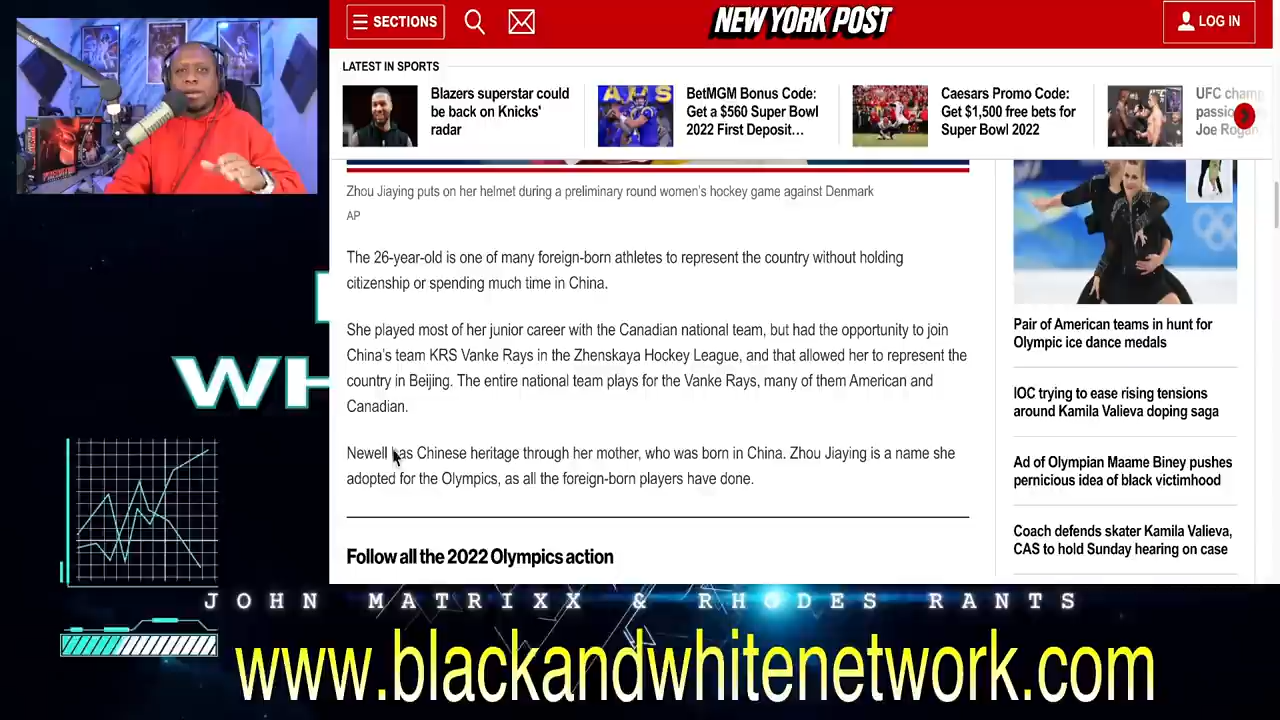 SECTIONS
NEW YORK POST
LOG IN
LATEST IN SPORTS
Blazers superstar could
be back on Knicks'
radar
BetMGM Bonus Code:
Get a $560 Super Bowl
2022 First Deposit...
Caesars Promo Code:
Get $1,500 free bets for
Super Bowl 2022
UFC champ
Joe Rogan
Zhou Jiaying puts on her helmet during a preliminary round women's hockey game against Denmark
AP
The 26-year-old is one of many foreign-born athletes to represent the country without holding
citizenship or spending much time in China.
She played most of her junior career with the Canadian national team, but had the opportunity to join
China's team KRS Vanke Rays in the Zhenskaya Hockey League, and that allowed her to represent the
country in Beijing. The entire national team plays for the Vanke Rays, many of them American and
Canadian.
Newell has Chinese heritage through her mother, who was born in China. Zhou Jiaying is a name she
adopted for the Olympics, as all the foreign-born players have done.
Follow all the 2022 Olympics action
Pair of American teams in hunt for
Olympic ice dance medals
IOC trying to ease rising tensions
around Kamila Valieva doping saga
Ad of Olympian Maame Biney pushes
pernicious idea of black victimhood
Coach defends skater Kamila Valieva,
CAS to hold Sunday hearing on case
WH
JOHN MATRIXX & RHODES RANTS
www.blackandwhitenetwork.com